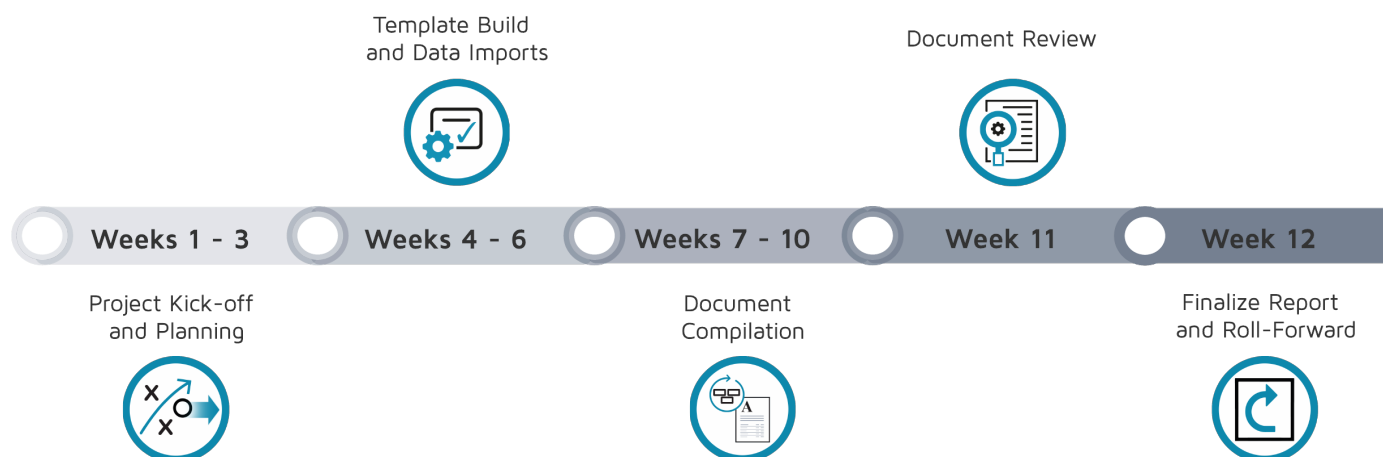 Template Build
and Data Imports
Document Review
Weeks 1 - 3
Weeks 4 - 6
Weeks 7 - 10
Week 11
Week 12
Project Kick-off
and Planning
Document
Compilation
Finalize Report
and Roll-Forward
X
X
A